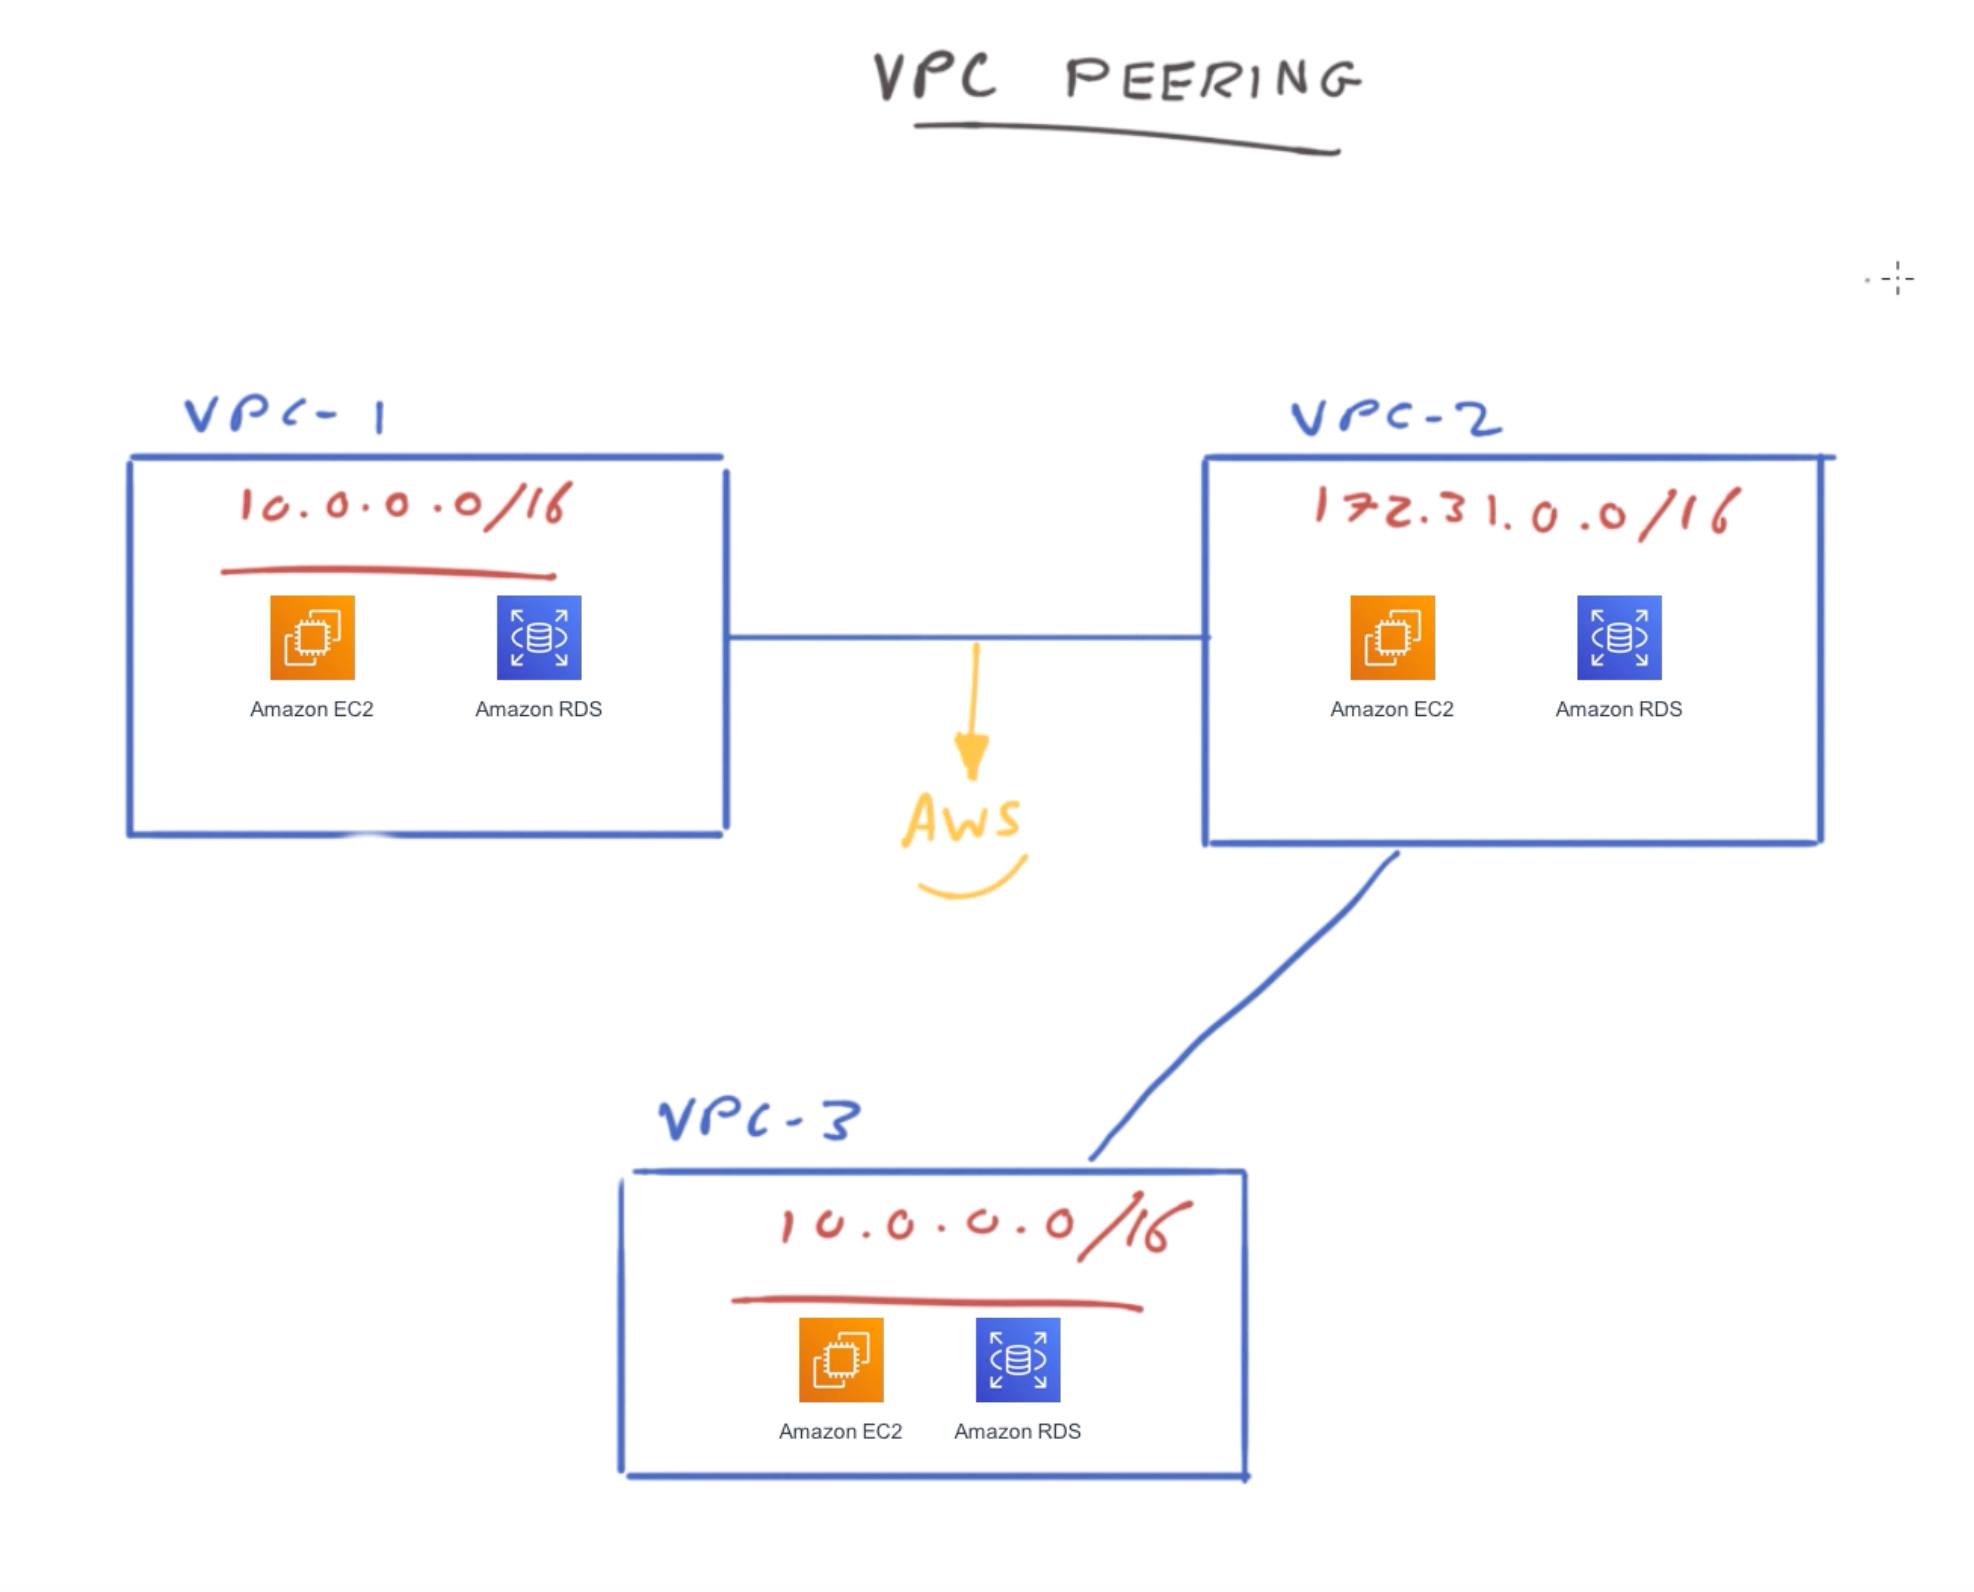 VPC PEERING
VPC-1
10.0.0.0/16
Amazon EC2
Amazon RDS
VPC-2
172.31.0.0/16
Amazon EC2
Amazon RDS
AWS
VPC-3
10.0.0.0/16
Amazon EC2
Amazon RDS